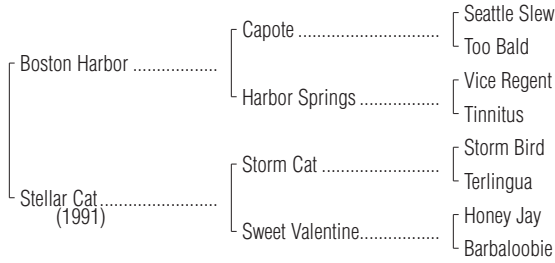 Seattle Slew
Capote ..............................
Too Bald
Boston Harbor ..................
Vice Regent
Harbor Springs .................
Tinnitus
Storm Bird
Storm Cat ..........................
Terlingua
Stellar Cat.........................
(1991)
Honey Jay
Sweet Valentine.................
Barbaloobie